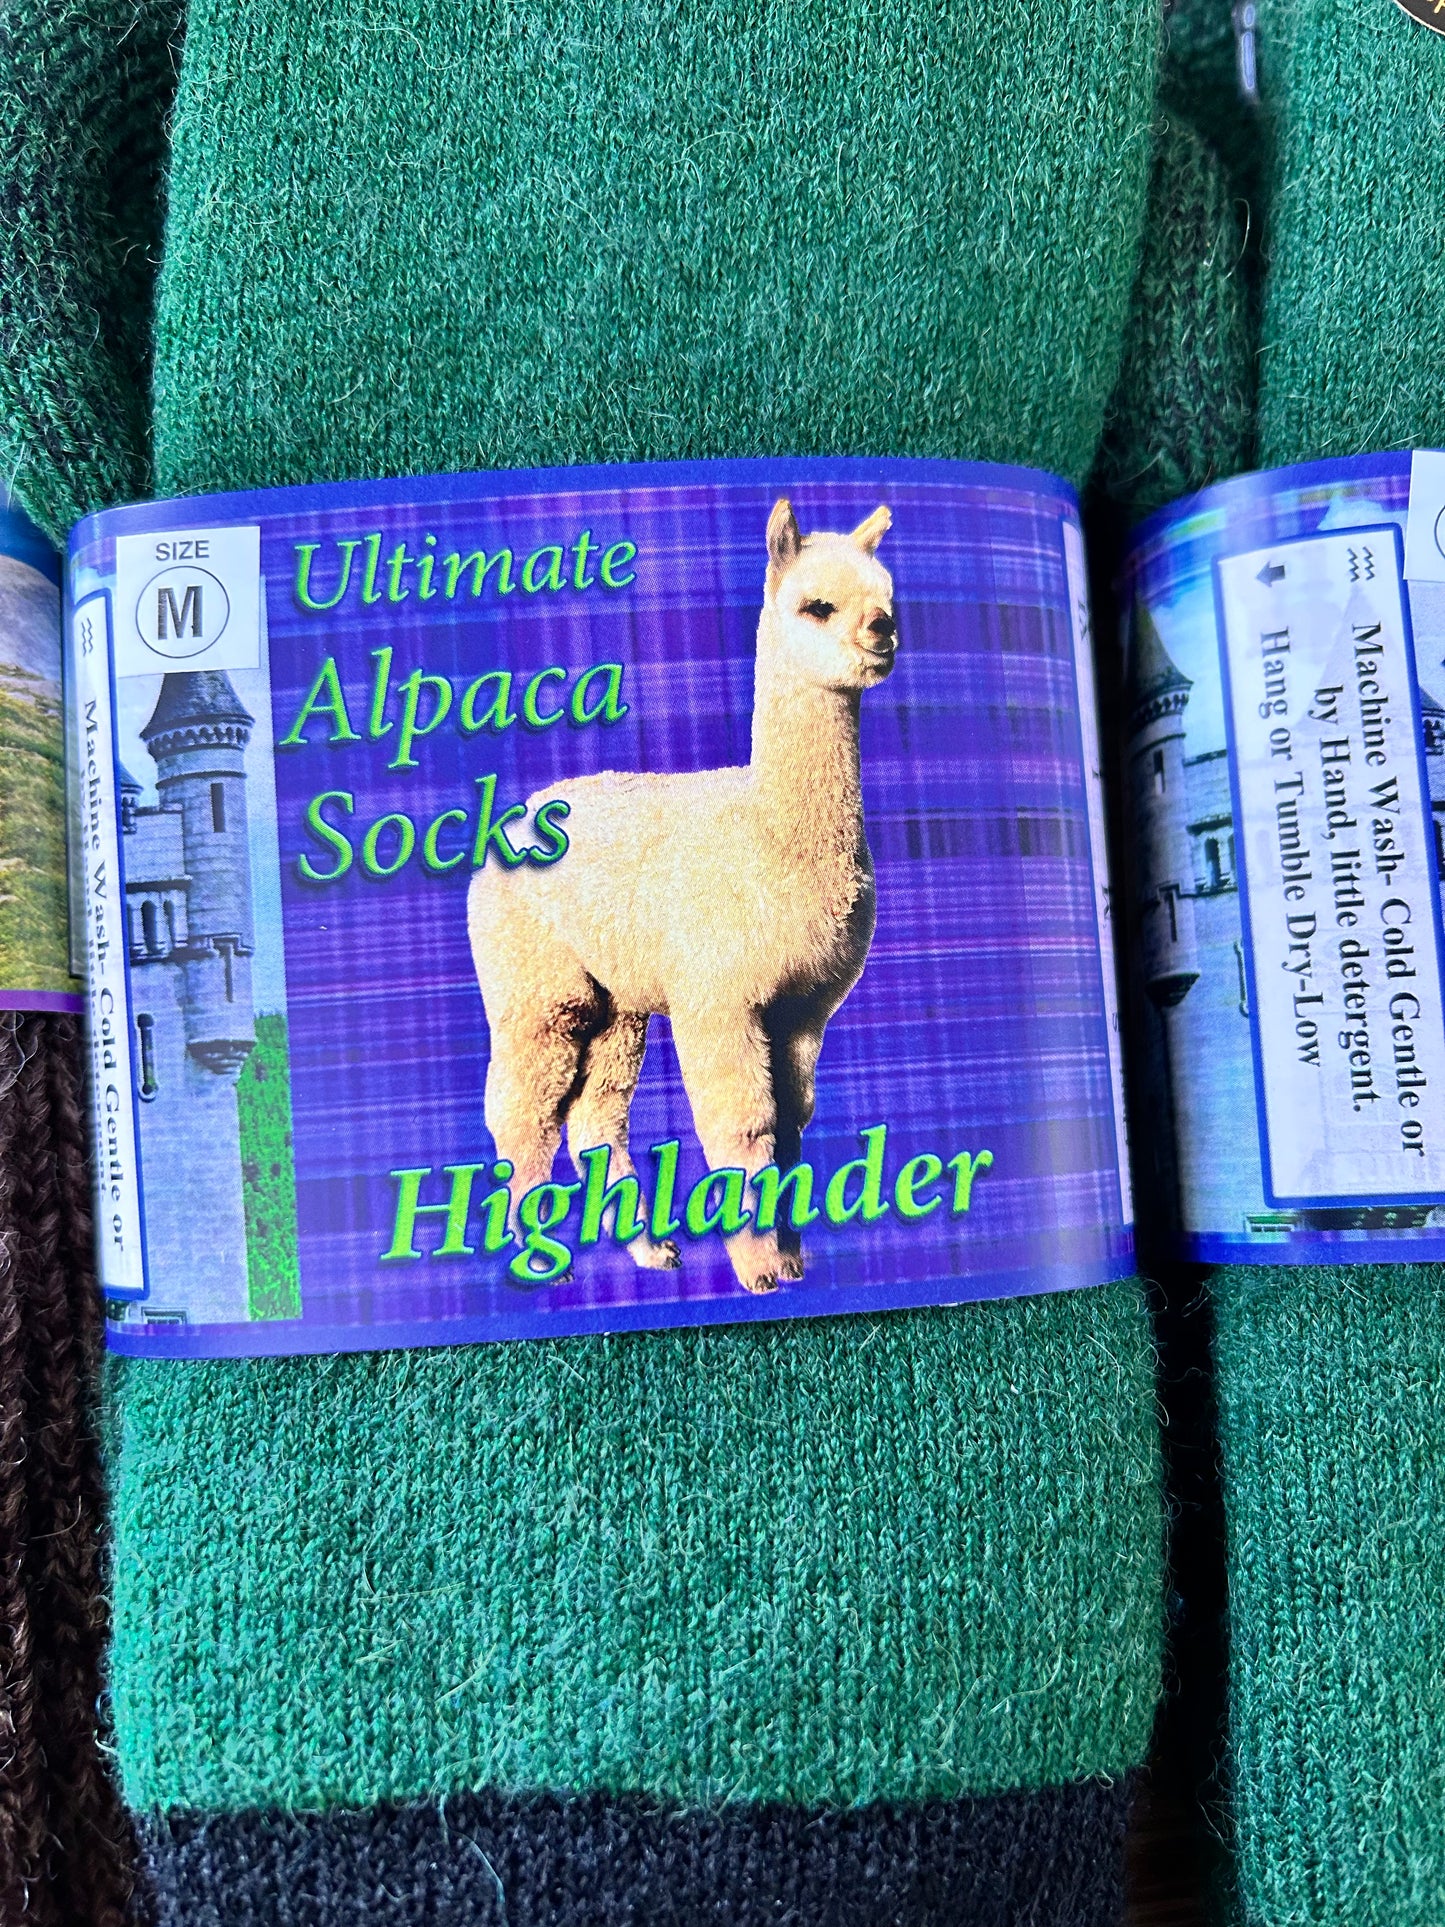 SIZE
M
Ultimate
Alpaca
Socks
Highlander
Machine Wash- Cold Gentle or
Machine Wash- Cold Gentle or
by Hand, little detergent.
Hang or Tumble Dry-Low